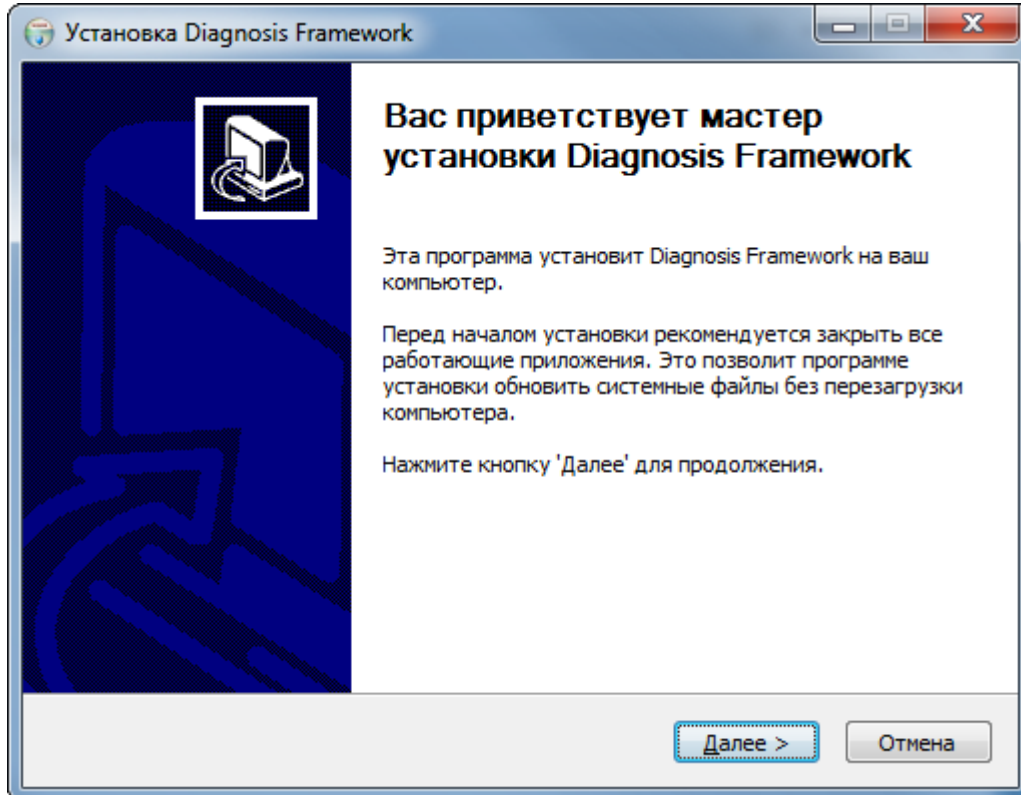 Установка Diagnosis Framework
Вас приветствует мастер
установки Diagnosis Framework
Эта программа установит Diagnosis Framework на ваш
компьютер.
Перед началом установки рекомендуется закрыть все
работающие приложения. Это позволит программе
установки обновить системные файлы без перезагрузки
компьютера.
Нажмите кнопку 'Далее' для продолжения.
Далее >
Отмена